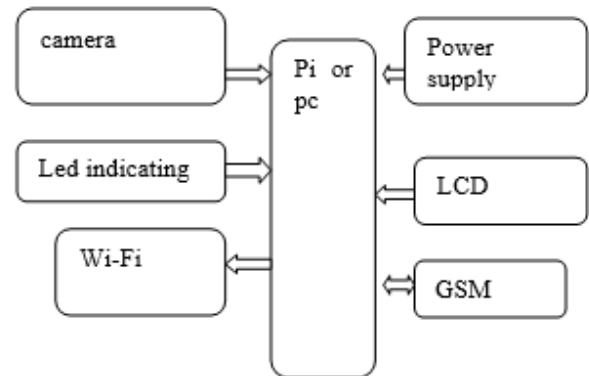 camera
Led indicating
Wi-Fi
Pi or
pc
Power
supply
LCD
GSM